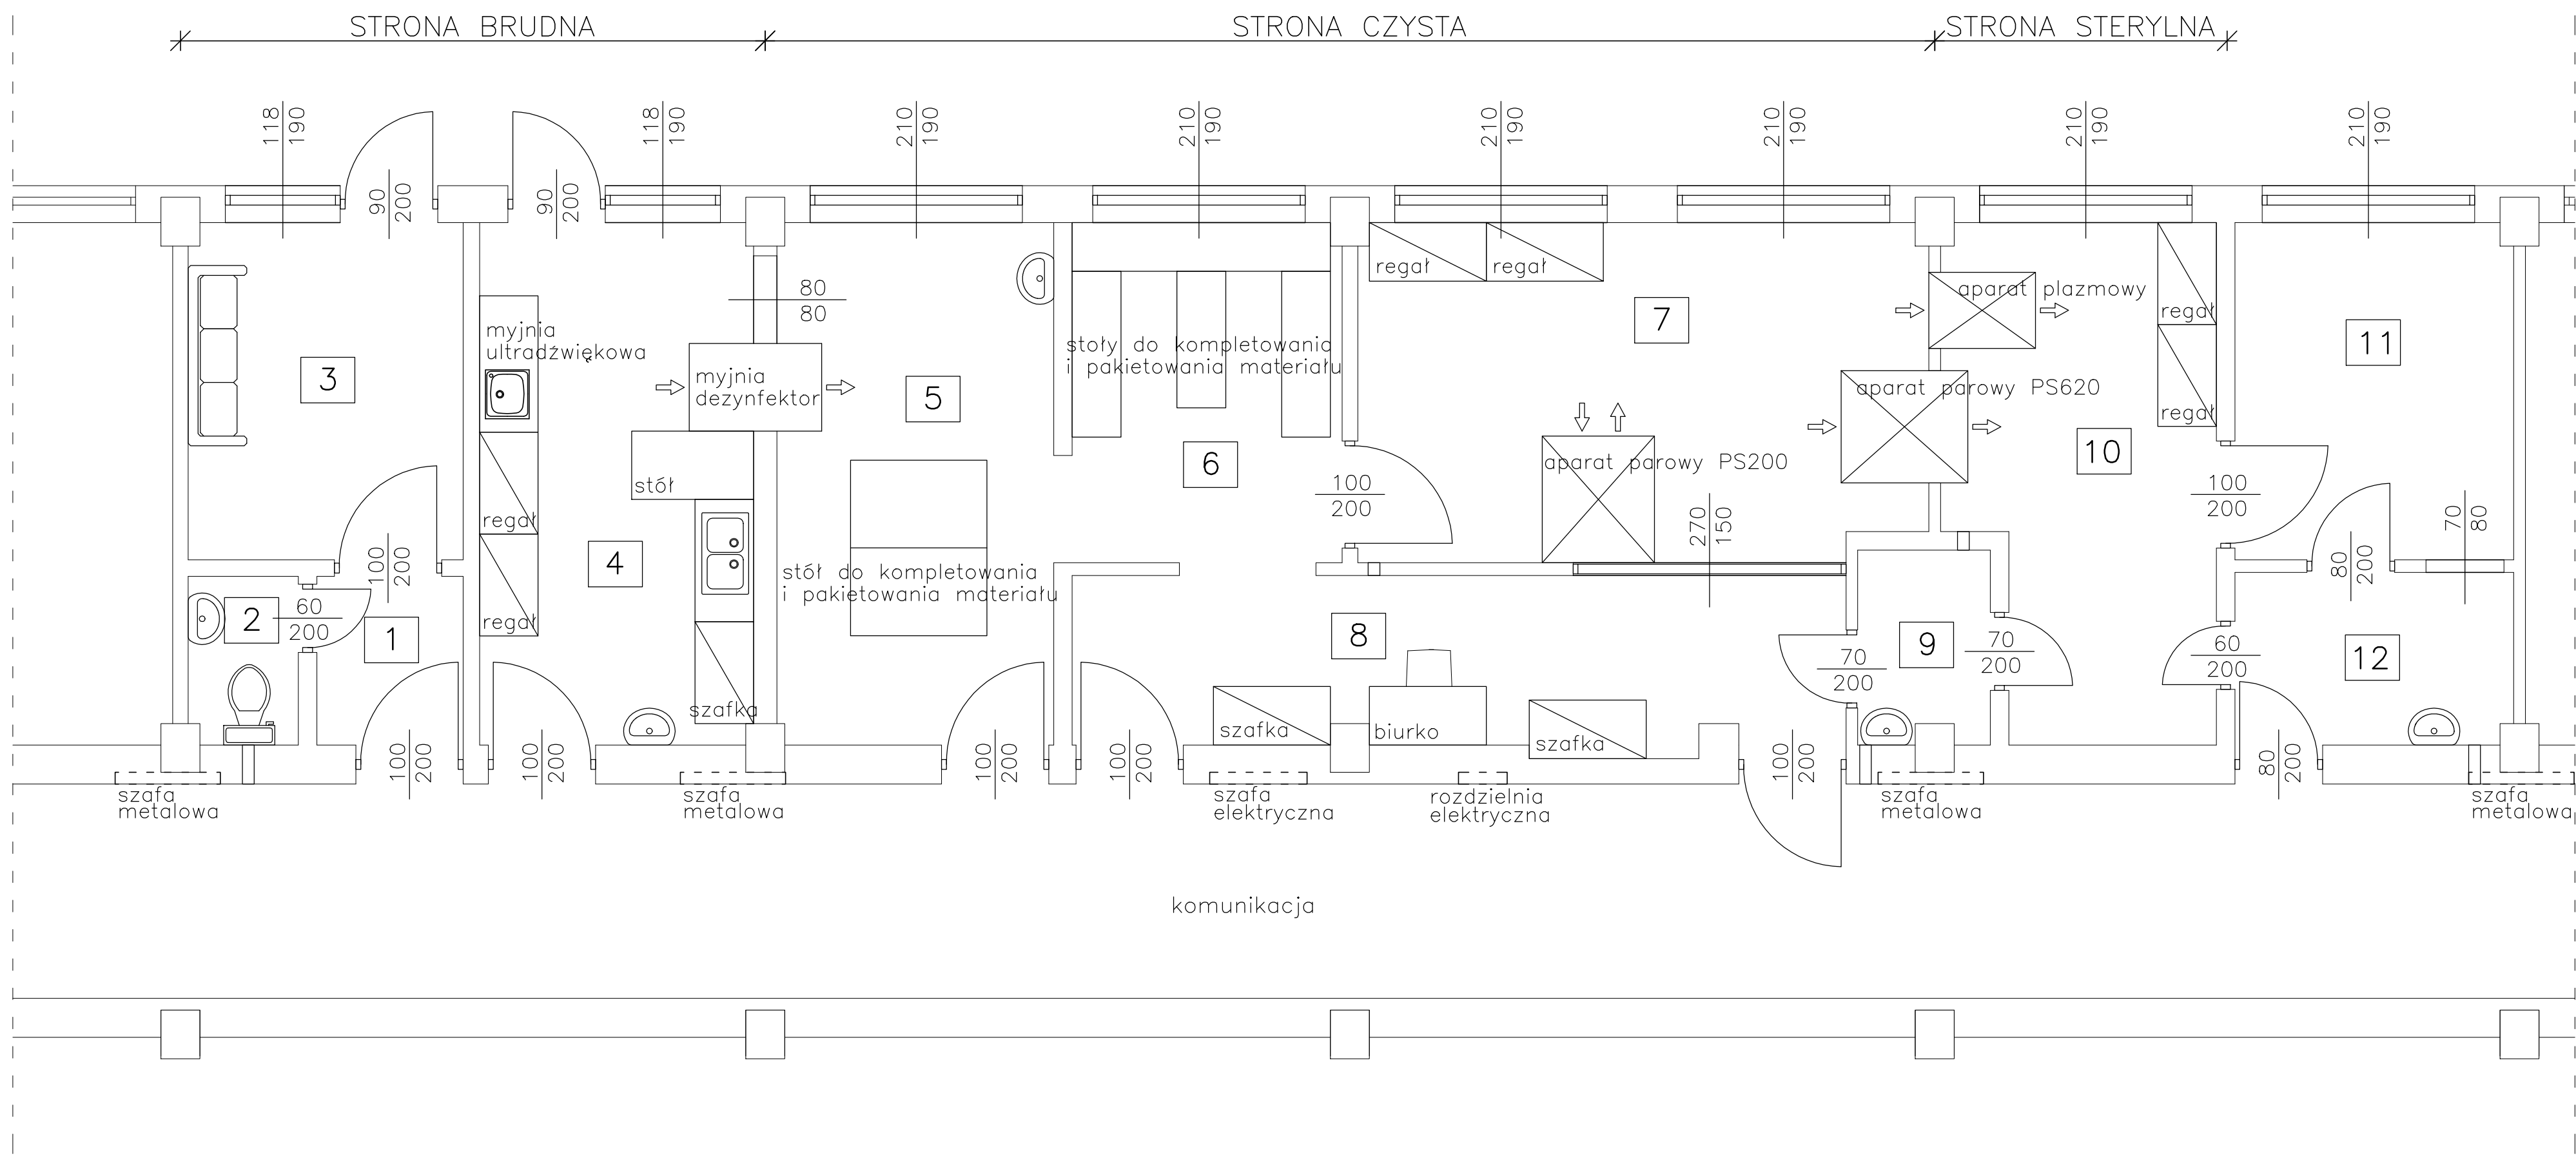 STRONA BRUDNA
STRONA CZYSTA
STRONA STERYLNA
118
190
118
190
210
190
210
190
210
190
210
190
210
190
210
190
90
200
90
200
80
80
regał
regał
aparat plazmowy
regał
7
11
myjnia
ultradźwiękowa
stoły do kompletowania
i pakietowania materiału
3
myjnia
dezynfektor
5
aparat parowy PS620
regał
6
aparat parowy PS200
10
stół
100
200
100
200
regał
270
150
70
80
100
200
4
stół do kompletowania
i pakietowania materiału
80
200
2
60
200
1
regał
8
9
70
200
70
200
60
200
12
szafka
szafka
biurko
szafka
100
200
100
200
100
200
100
200
100
200
80
200
szafa
metalowa
szafa
metalowa
szafa
elektryczna
rozdzielnia
elektryczna
szafa
metalowa
szafa
metalowa
komunikacja